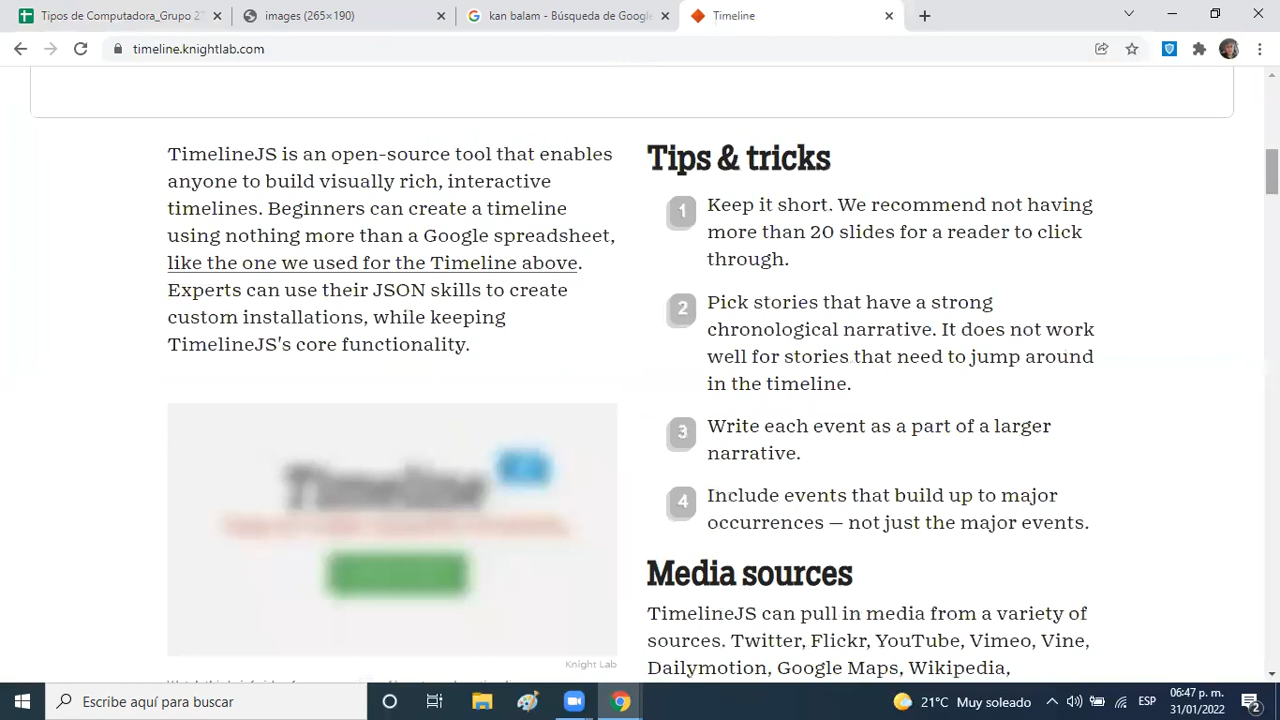 Tipos de Computadora_Grupo 2
images (265×190)
kan balam - Búsqueda de Google
Timeline
timeline.knightlab.com
TimelineJS is an open-source tool that enables
anyone to build visually rich, interactive
timelines. Beginners can create a timeline
using nothing more than a Google spreadsheet,
like the one we used for the Timeline above.
Experts can use their JSON skills to create
custom installations, while keeping
TimelineJS's core functionality.
Timeline
Knight Lab
Tips & tricks
1 Keep it short. We recommend not having
more than 20 slides for a reader to click
through.
2 Pick stories that have a strong
chronological narrative. It does not work
well for stories that need to jump around
in the timeline.
3 Write each event as a part of a larger
narrative.
4 Include events that build up to major
occurrences — not just the major events.
Media sources
TimelineJS can pull in media from a variety of
sources. Twitter, Flickr, YouTube, Vimeo, Vine,
Dailymotion, Google Maps, Wikipedia,
Escribe aquí para buscar
21°C Muy soleado
ESP
06:47 p. m.
31/01/2022
2